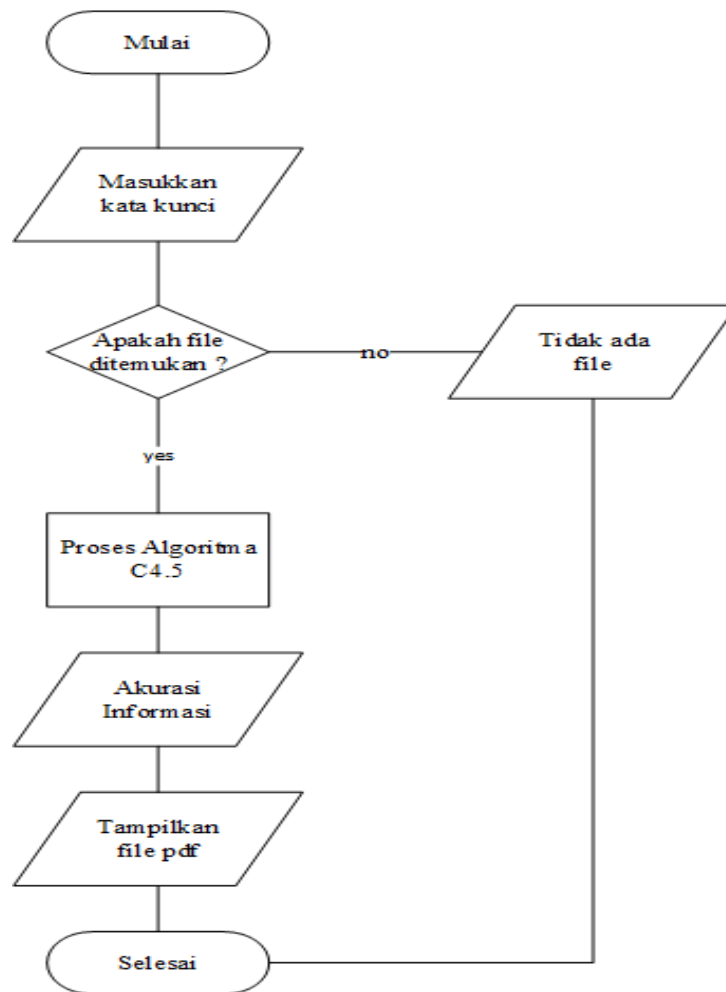 Mulai
Masukkan
kata kunci
Apakah file
ditemukan ?
no
Tidak ada
file
yes
Proses Algoritma
C4.5
Akurasi
Informasi
Tampilkan
file pdf
Selesai